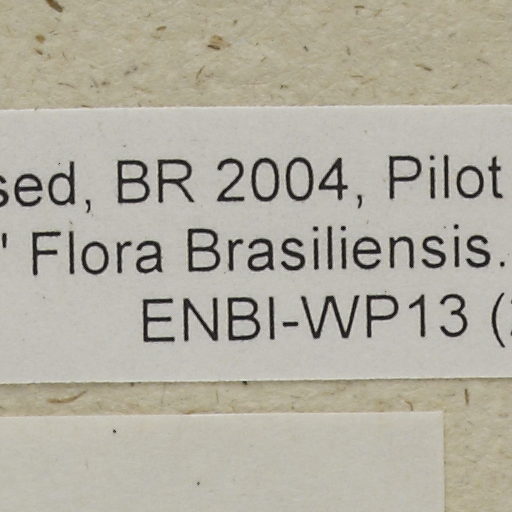 sed, BR 2004, Pilot
" Flora Brasiliensis.
ENBI-WP13 (